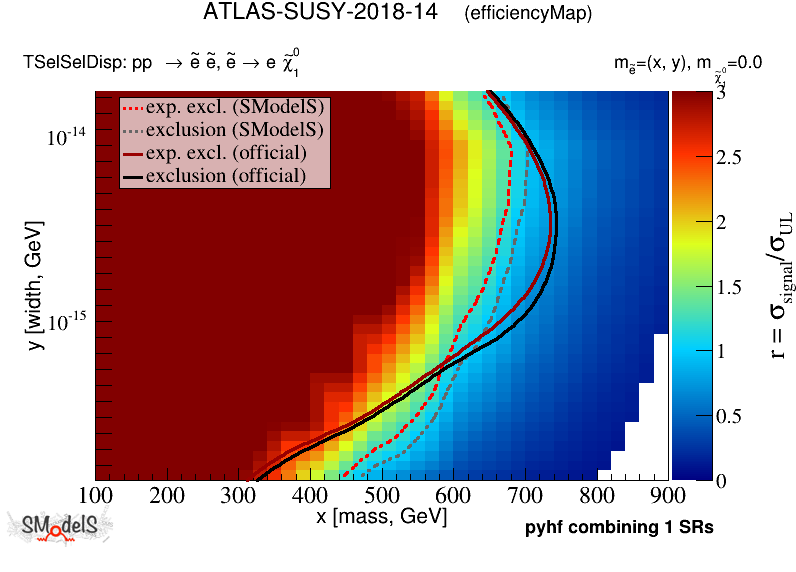 ATLAS-SUSY-2018-14 (efficiencyMap)
TSelSelDisp: pp → ẽ ẽ, ẽ → e χ̃₁⁰ m_ẽ=(x, y), m_χ̃₁⁰=0.0
exp. excl. (SModelS)
exclusion (SModelS)
exp. excl. (official)
exclusion (official)
10⁻¹⁴
10⁻¹⁵
y [width, GeV]
100 200 300 400 500 600 700 800 900
x [mass, GeV]
3
2.5
2
1.5
1
0.5
0
r = σ_signal/σ_UL
SModelS
pyhf combining 1 SRs